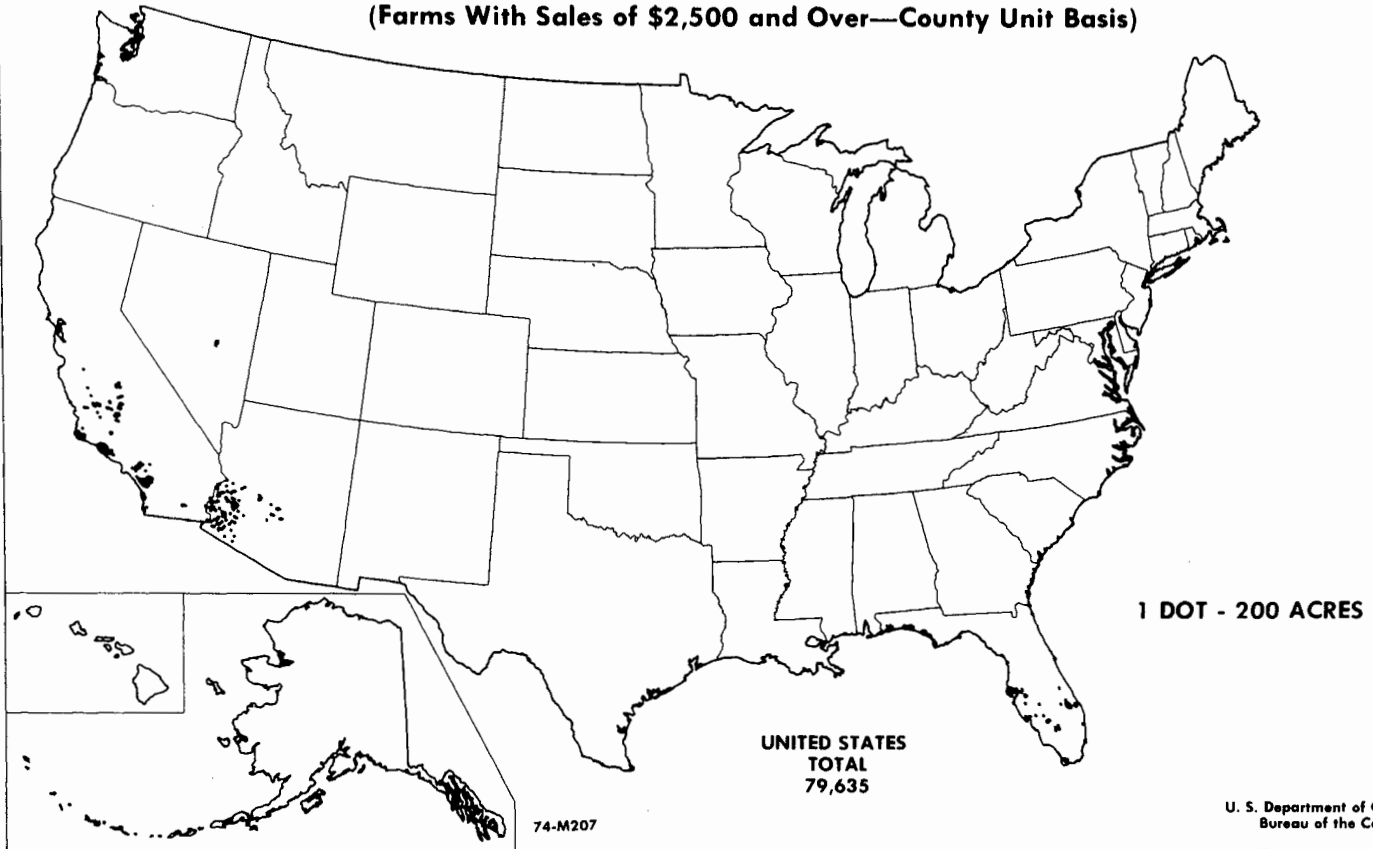 (Farms With Sales of $2,500 and Over—County Unit Basis)
1 DOT - 200 ACRES
UNITED STATES
TOTAL
79,635
74-M207
U. S. Department of
Bureau of the